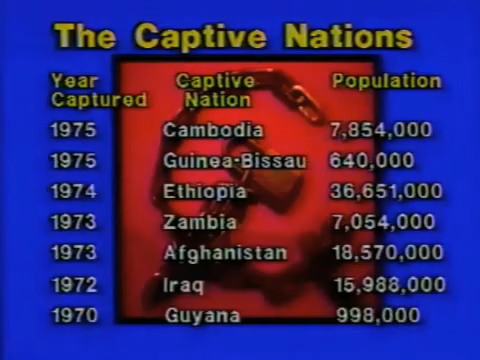 The Captive Nations
Year Captured Captive Nation Population
1975 Cambodia 7,854,000
1975 Guinea-Bissau 640,000
1974 Ethiopia 36,651,000
1973 Zambia 7,054,000
1973 Afghanistan 18,570,000
1972 Iraq 15,988,000
1970 Guyana 998,000